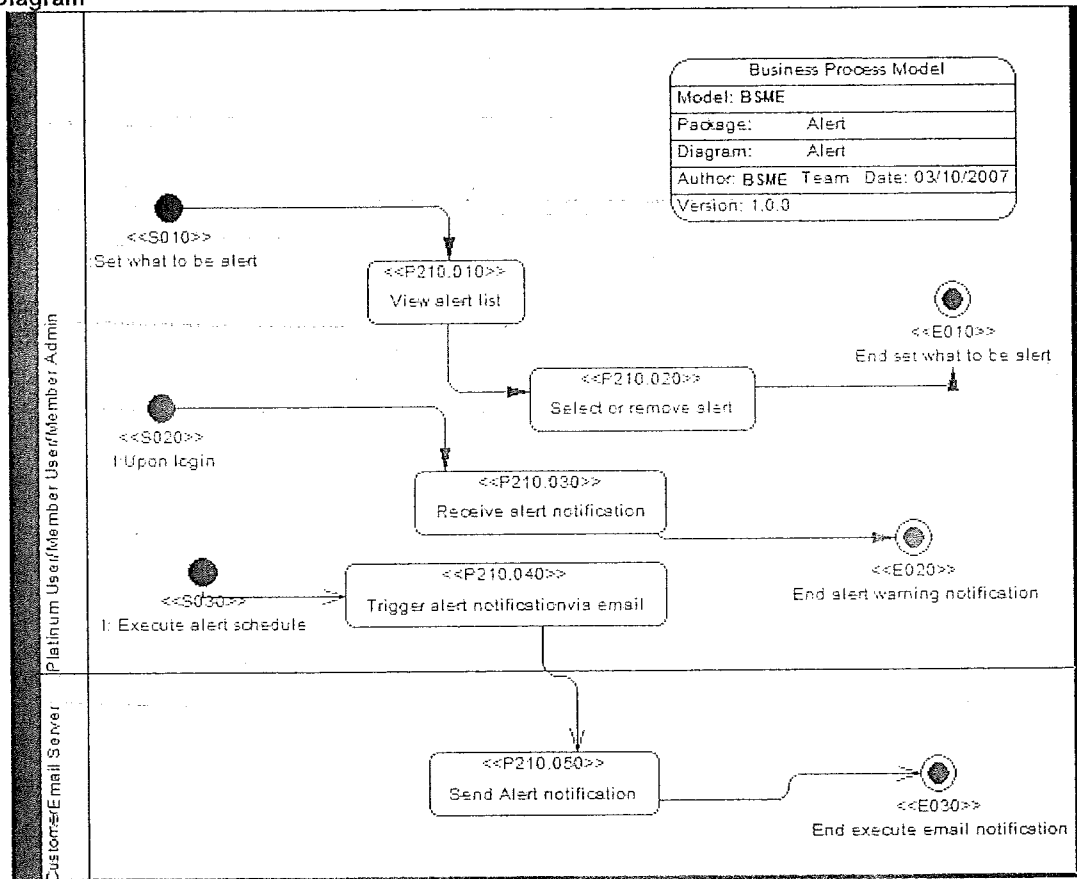 Diagram
Business Process Model
Model: BSME
Package: Alert
Diagram: Alert
Author: BSME Team Date: 03/10/2007
Version: 1.0.0
<<S010>>
:Set what to be alert
<<P210.010>>
View alert list
<<E010>>
End set what to be alert
<<P210.020>>
Select or remove alert
<<S020>>
I:Upon login
<<P210.030>>
Receive alert notification
<<E020>>
End alert warning notification
<<S030>>
I: Execute alert schedule
<<P210.040>>
Trigger alert notificationvia email
Platinum User/Member User/Member Admin
<<P210.050>>
Send Alert notification
<<E030>>
End execute email notification
Customer/Email Server